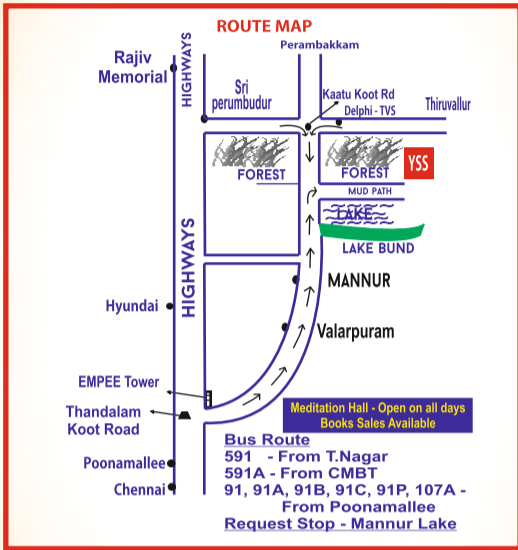 ROUTE MAP
Perambakkam
Rajiv
Memorial
HIGHWAYS
Sri
perumbudur
Kaatu Koot Rd
Delphi - TVS
Thiruvallur
FOREST
FOREST
YSS
MUD PATH
LAKE
LAKE BUND
HIGHWAYS
MANNUR
Hyundai
Valarpuram
EMPEE Tower
Thandalam
Koot Road
Meditation Hall - Open on all days
Books Sales Available
Poonamallee
Chennai
Bus Route
591 - From T.Nagar
591A - From CMBT
91, 91A, 91B, 91C, 91P, 107A -
From Poonamallee
Request Stop - Mannur Lake